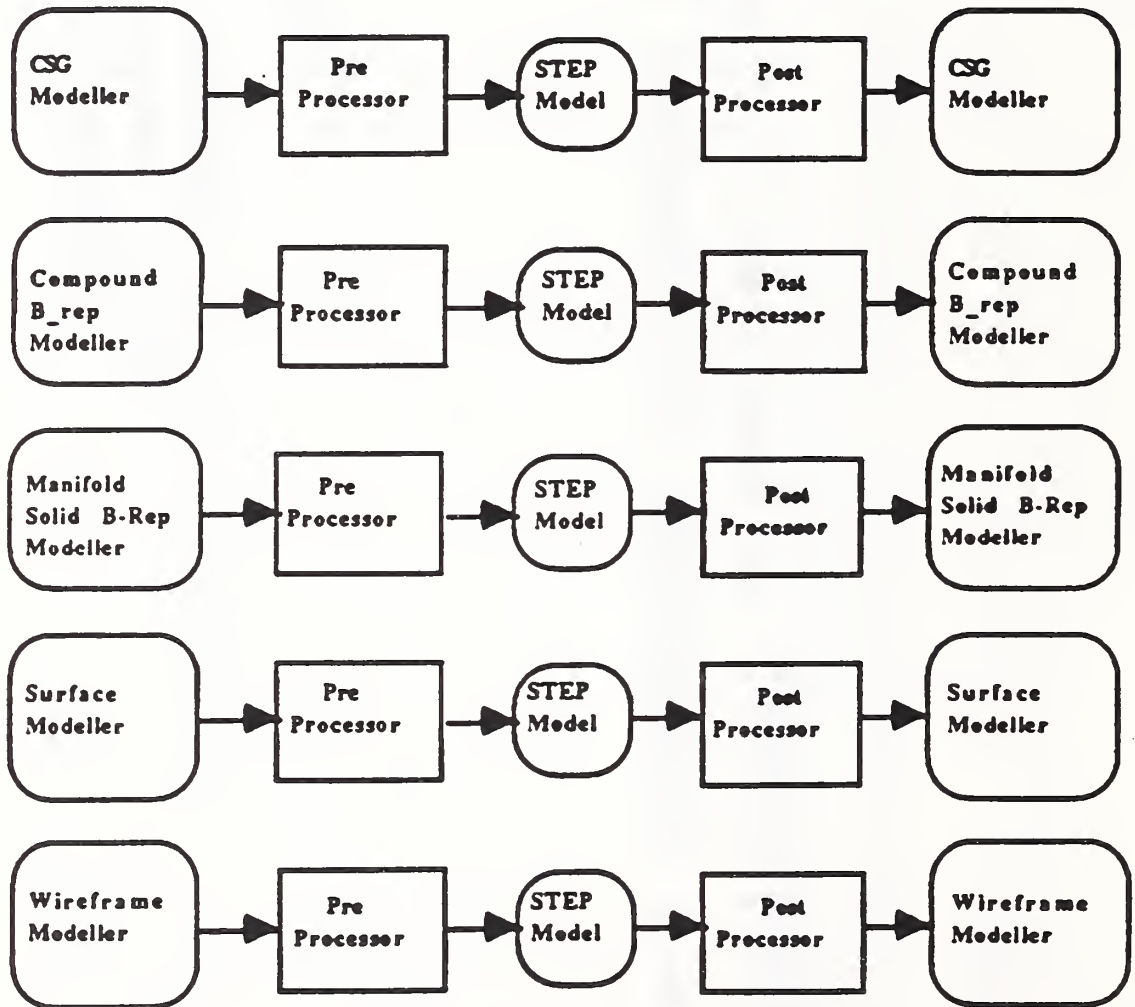 CSG
Modeller
Pre
Processor
STEP
Model
Post
Processor
CSG
Modeller
Compound
B_rep
Modeller
Pre
Processor
STEP
Model
Post
Processor
Compound
B_rep
Modeller
Manifold
Solid B-Rep
Modeller
Pre
Processor
STEP
Model
Post
Processor
Manifold
Solid B-Rep
Modeller
Surface
Modeller
Pre
Processor
STEP
Model
Post
Processor
Surface
Modeller
Wireframe
Modeller
Pre
Processor
STEP
Model
Post
Processor
Wireframe
Modeller